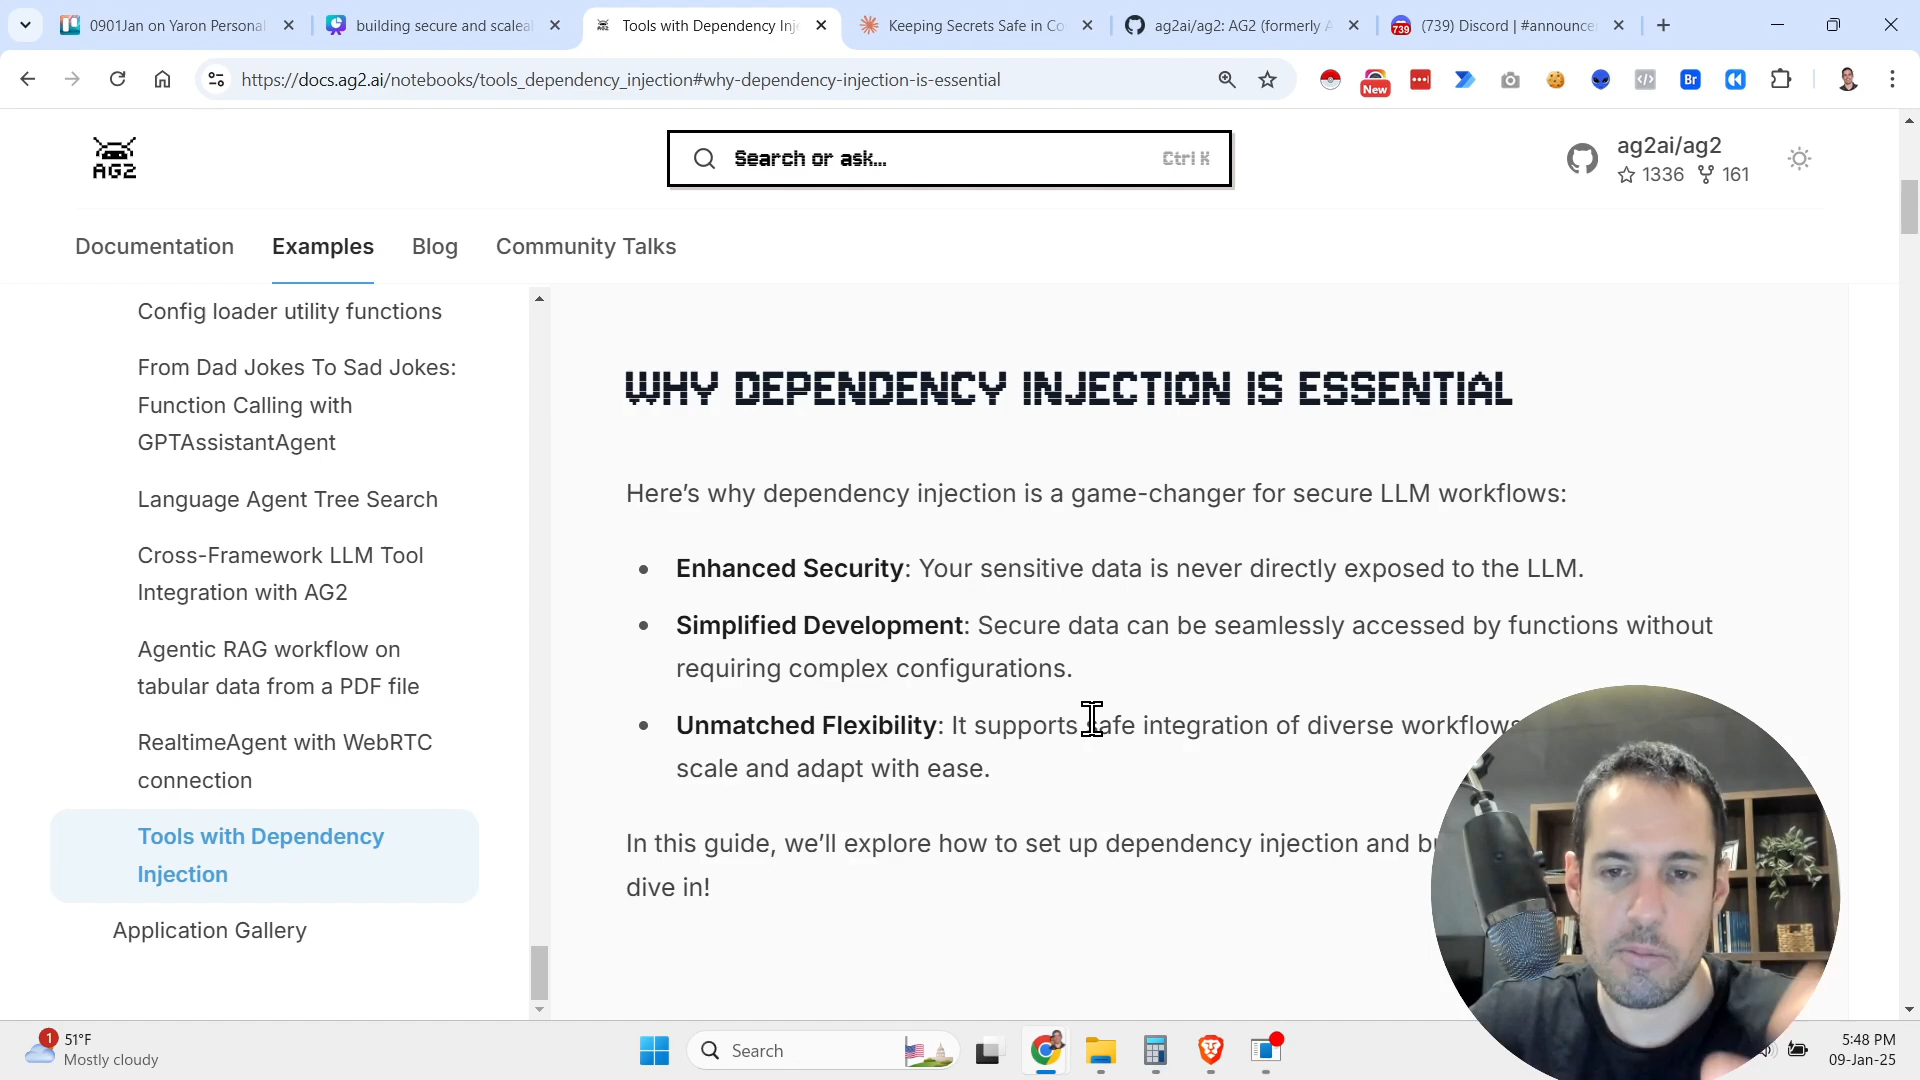 0901Jan on Yaron Personal
building secure and scaleal
Tools with Dependency Inje
Keeping Secrets Safe in Co
ag2ai/ag2: AG2 (formerly A
739
(739) Discord | #announce
https://docs.ag2.ai/notebooks/tools_dependency_injection#why-dependency-injection-is-essential
New
Br
AG2
Search or ask...
Ctrl K
ag2ai/ag2
1336
161
Documentation
Examples
Blog
Community Talks
Config loader utility functions
From Dad Jokes To Sad Jokes:
Function Calling with
GPTAssistantAgent
Language Agent Tree Search
Cross-Framework LLM Tool
Integration with AG2
Agentic RAG workflow on
tabular data from a PDF file
RealtimeAgent with WebRTC
connection
Tools with Dependency
Injection
Application Gallery
WHY DEPENDENCY INJECTION IS ESSENTIAL
Here’s why dependency injection is a game-changer for secure LLM workflows:
Enhanced Security: Your sensitive data is never directly exposed to the LLM.
Simplified Development: Secure data can be seamlessly accessed by functions without
requiring complex configurations.
Unmatched Flexibility: It supports safe integration of diverse workflows
scale and adapt with ease.
In this guide, we’ll explore how to set up dependency injection and bu
dive in!
1
51°F
Mostly cloudy
Search
5:48 PM
09-Jan-25